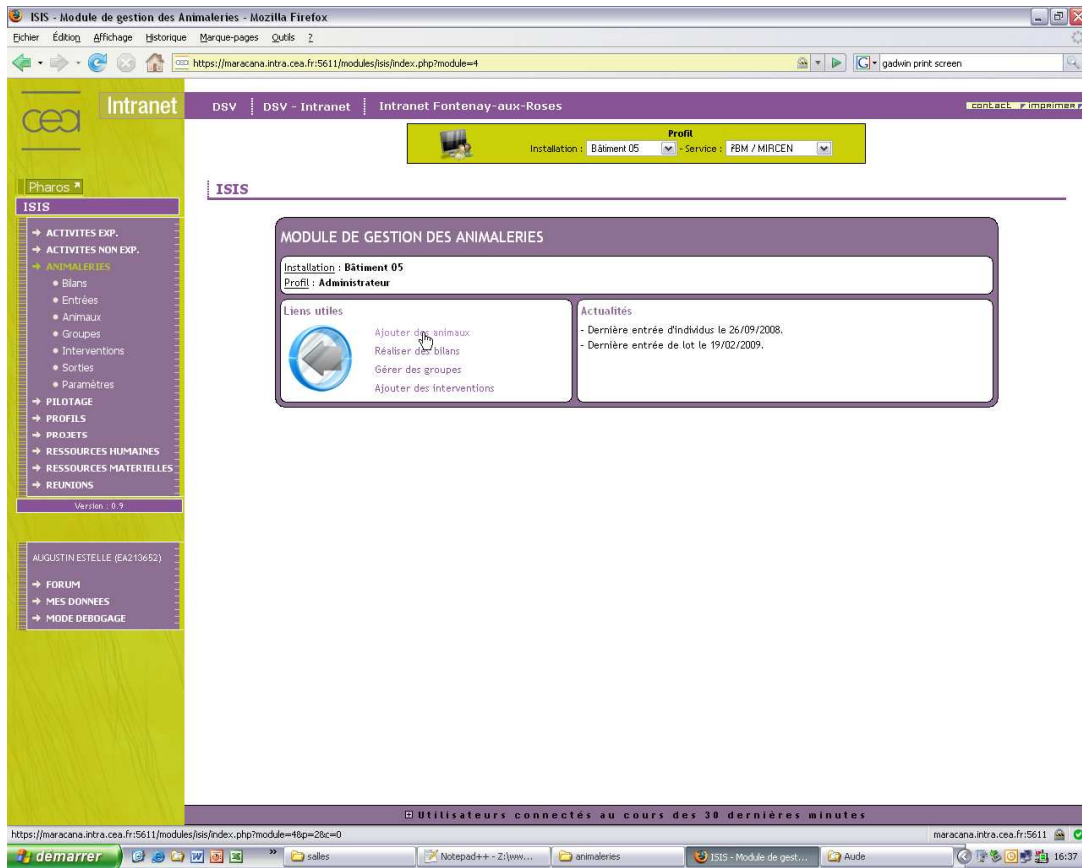 ISIS - Module de gestion des Animaleries - Mozilla Firefox
Fichier Édition Affichage Historique Marque-pages Outils ?
https://maracana.intra.cea.fr:5611/modules/isis/index.php?module=4
gadwin print screen
cea
Intranet
DSV DSV - Intranet Intranet Fontenay-aux-Roses
contact imprimer
Profil
Installation : Bâtiment 05 - Service : I²BM / MIRCEN
Pharos
ISIS
ISIS
ACTIVITES EXP.
ACTIVITES NON EXP.
ANIMALERIES
Bilans
Entrées
Animaux
Groupes
Interventions
Sorties
Paramètres
PILOTAGE
PROFILS
PROJETS
RESSOURCES HUMAINES
RESSOURCES MATERIELLES
REUNIONS
Version : 0.9
AUGUSTIN ESTELLE (EA213652)
FORUM
MES DONNEES
MODE DEBOGAGE
MODULE DE GESTION DES ANIMALERIES
Installation : Bâtiment 05
Profil : Administrateur
Liens utiles
Ajouter des animaux
Réaliser des bilans
Gérer des groupes
Ajouter des interventions
Actualités
- Dernière entrée d'individus le 26/09/2008.
- Dernière entrée de lot le 19/02/2009.
Utilisateurs connectés au cours des 30 dernières minutes
https://maracana.intra.cea.fr:5611/modules/isis/index.php?module=4&p=2&c=0
maracana.intra.cea.fr:5611
démarrer
salles
Notepad++ - Z:\ww...
animaleries
ISIS - Module de gest...
Aude
16:37